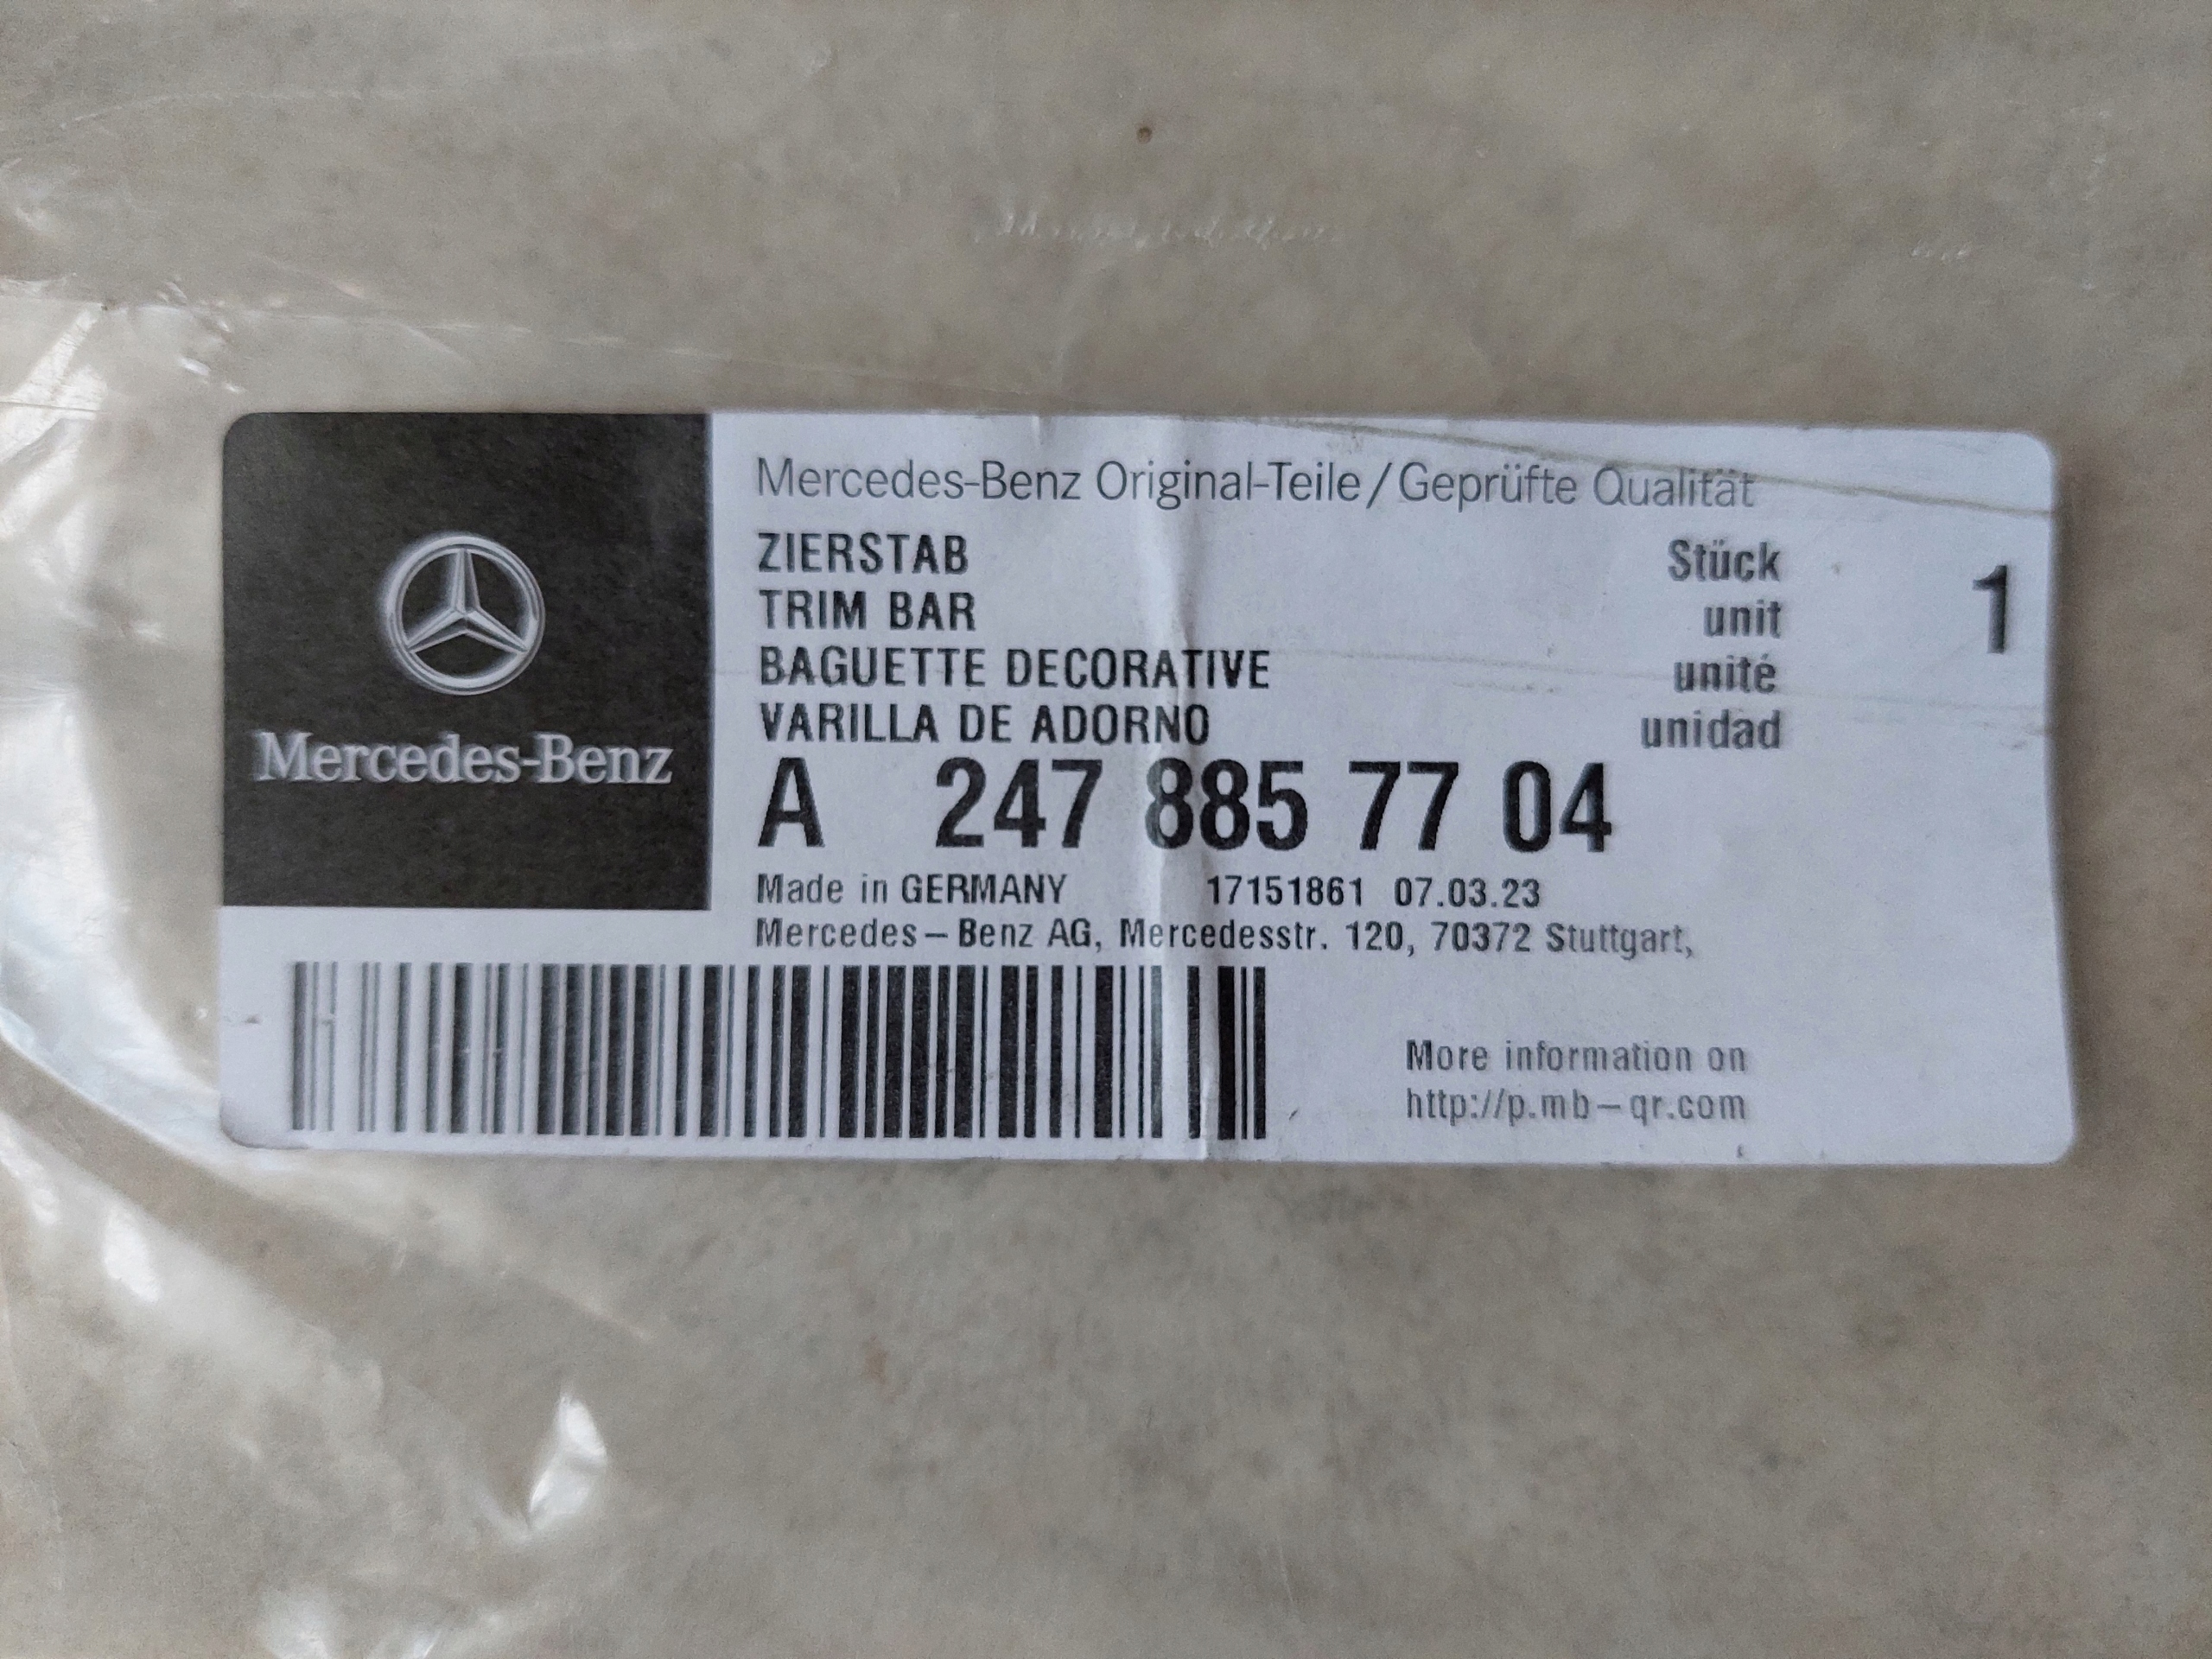 Mercedes-Benz
Mercedes-Benz Original-Teile/Geprüfte Qualität
ZIERSTAB
TRIM BAR
BAGUETTE DECORATIVE
VARILLA DE ADORNO
Stück
unit
unité
unidad
1
A 247 885 77 04
Made in GERMANY 17151861 07.03.23
Mercedes-Benz AG, Mercedesstr. 120, 70372 Stuttgart,
More information on
http://p.mb-qr.com